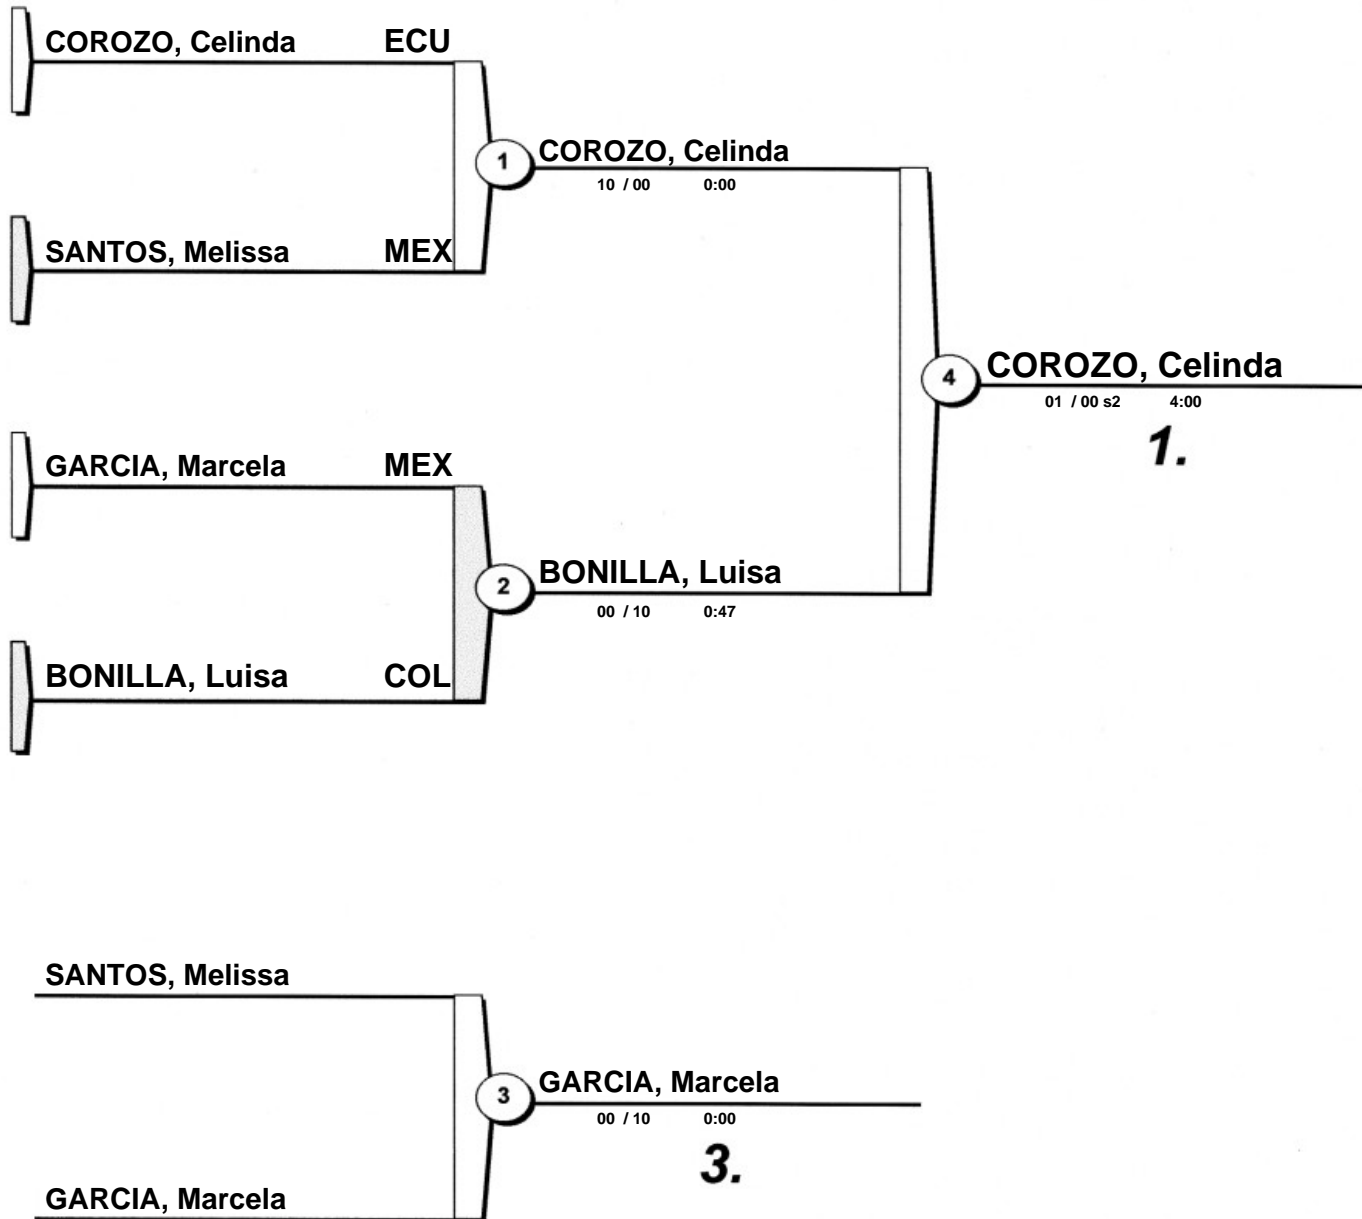 COROZO, Celinda ECU
1 COROZO, Celinda
10 / 00 0:00
SANTOS, Melissa MEX
4 COROZO, Celinda
01 / 00 s2 4:00
1.
GARCIA, Marcela MEX
2 BONILLA, Luisa
00 / 10 0:47
BONILLA, Luisa COL
SANTOS, Melissa
3 GARCIA, Marcela
00 / 10 0:00
3.
GARCIA, Marcela